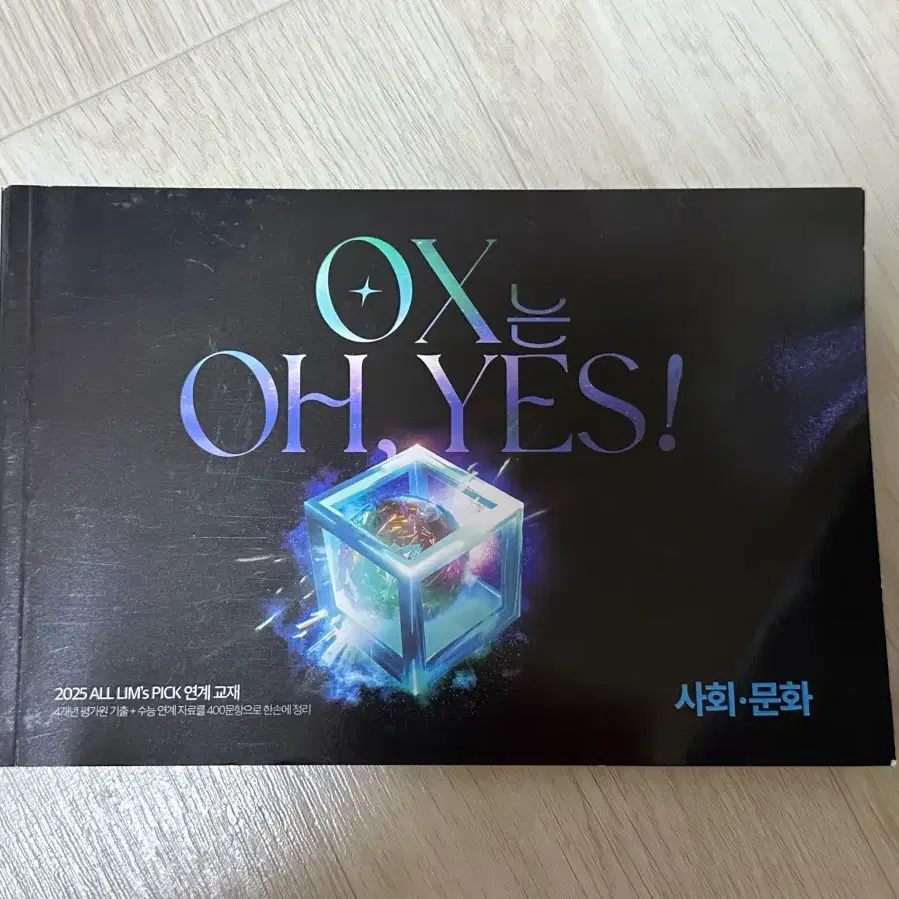 OX는
OH, YES!
2025 ALL LIM's PICK 연계 교재
4개년 평가원 기출 + 수능 연계 자료를 400문항으로 한손에 정리
사회·문화